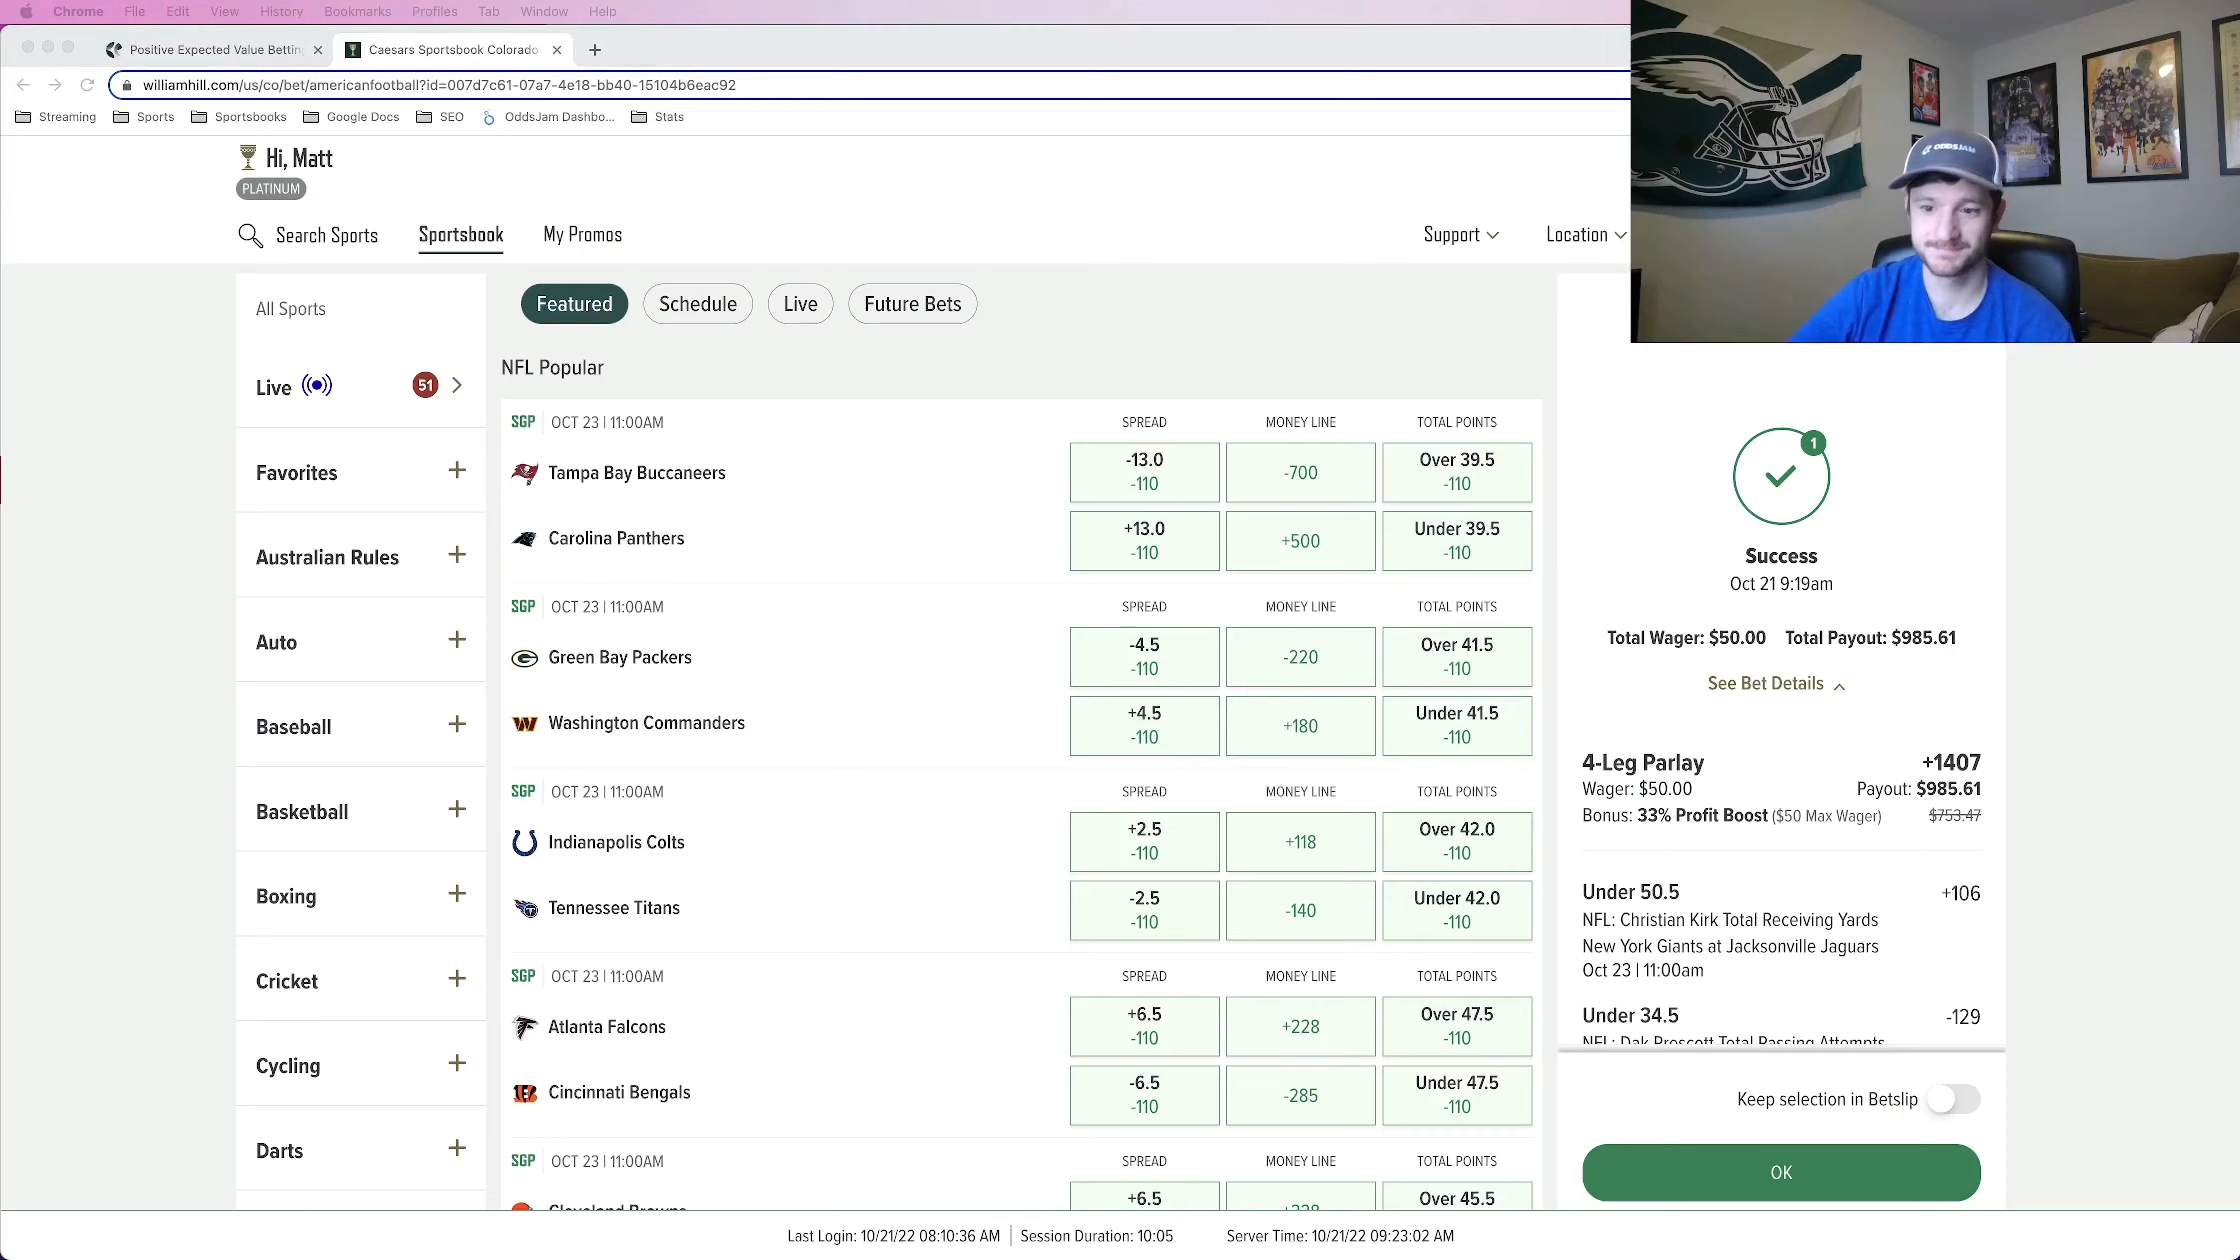 Chrome File Edit View History Bookmarks Profiles Tab Window Help
Positive Expected Value Bettin
Caesars Sportsbook Colorado
williamhill.com/us/co/bet/americanfootball?id=007d7c61-07a7-4e18-bb40-15104b6eac92
Streaming Sports Sportsbooks Google Docs SEO OddsJam Dashbo... Stats
ODDSJAM
Hi, Matt
PLATINUM
Search Sports Sportsbook My Promos Support Location
All Sports
Live 51
Favorites
Australian Rules
Auto
Baseball
Basketball
Boxing
Cricket
Cycling
Darts
Featured Schedule Live Future Bets
NFL Popular
SGP OCT 23 | 11:00AM SPREAD MONEY LINE TOTAL POINTS
Tampa Bay Buccaneers -13.0 -110 -700 Over 39.5 -110
Carolina Panthers +13.0 -110 +500 Under 39.5 -110
SGP OCT 23 | 11:00AM SPREAD MONEY LINE TOTAL POINTS
Green Bay Packers -4.5 -110 -220 Over 41.5 -110
Washington Commanders +4.5 -110 +180 Under 41.5 -110
SGP OCT 23 | 11:00AM SPREAD MONEY LINE TOTAL POINTS
Indianapolis Colts +2.5 -110 +118 Over 42.0 -110
Tennessee Titans -2.5 -110 -140 Under 42.0 -110
SGP OCT 23 | 11:00AM SPREAD MONEY LINE TOTAL POINTS
Atlanta Falcons +6.5 -110 +228 Over 47.5 -110
Cincinnati Bengals -6.5 -110 -285 Under 47.5 -110
SGP OCT 23 | 11:00AM SPREAD MONEY LINE TOTAL POINTS
Cleveland Browns +6.5 +228 Over 45.5
1
Success
Oct 21 9:19am
Total Wager: $50.00 Total Payout: $985.61
See Bet Details
4-Leg Parlay +1407
Wager: $50.00 Payout: $985.61
Bonus: 33% Profit Boost ($50 Max Wager) $753.47
Under 50.5 +106
NFL: Christian Kirk Total Receiving Yards
New York Giants at Jacksonville Jaguars
Oct 23 | 11:00am
Under 34.5 -129
NFL: Dak Prescott Total Passing Attempts
Keep selection in Betslip
OK
Last Login: 10/21/22 08:10:36 AM Session Duration: 10:05 Server Time: 10/21/22 09:23:02 AM